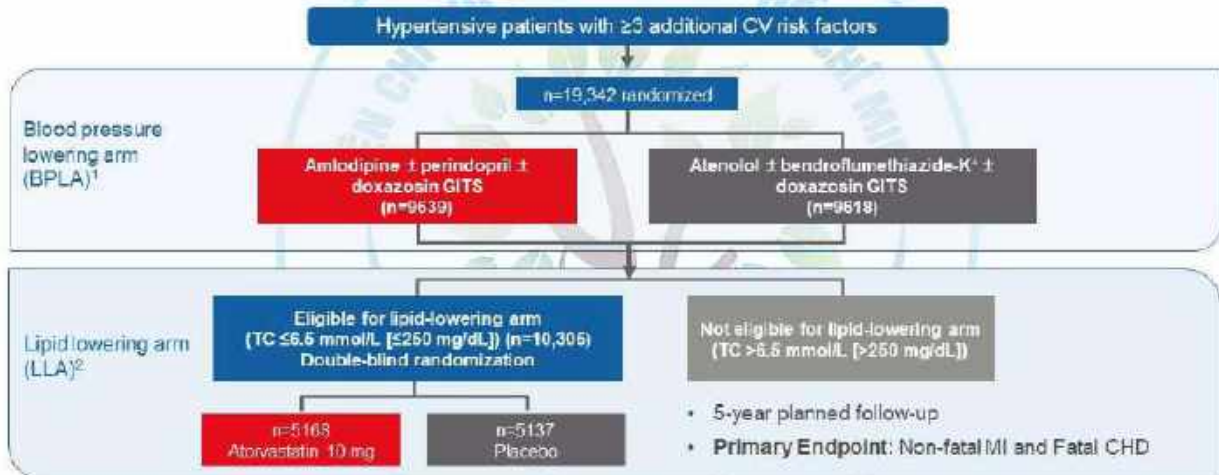 Hypertensive patients with ≥3 additional CV risk factors
n=19,342 randomized
Blood pressure
lowering arm
(BPLA)¹
Amlodipine ± perindopril ±
doxazosin GITS
(n=9639)
Atenolol ± bendroflumethiazide-K⁺ ±
doxazosin GITS
(n=9618)
Lipid lowering arm
(LLA)²
Eligible for lipid-lowering arm
(TC ≤6.5 mmol/L [≤250 mg/dL]) (n=10,305)
Double-blind randomization
Not eligible for lipid-lowering arm
(TC >6.5 mmol/L [>250 mg/dL])
n=5168
Atorvastatin 10 mg
n=5137
Placebo
• 5-year planned follow-up
• Primary Endpoint: Non-fatal MI and Fatal CHD